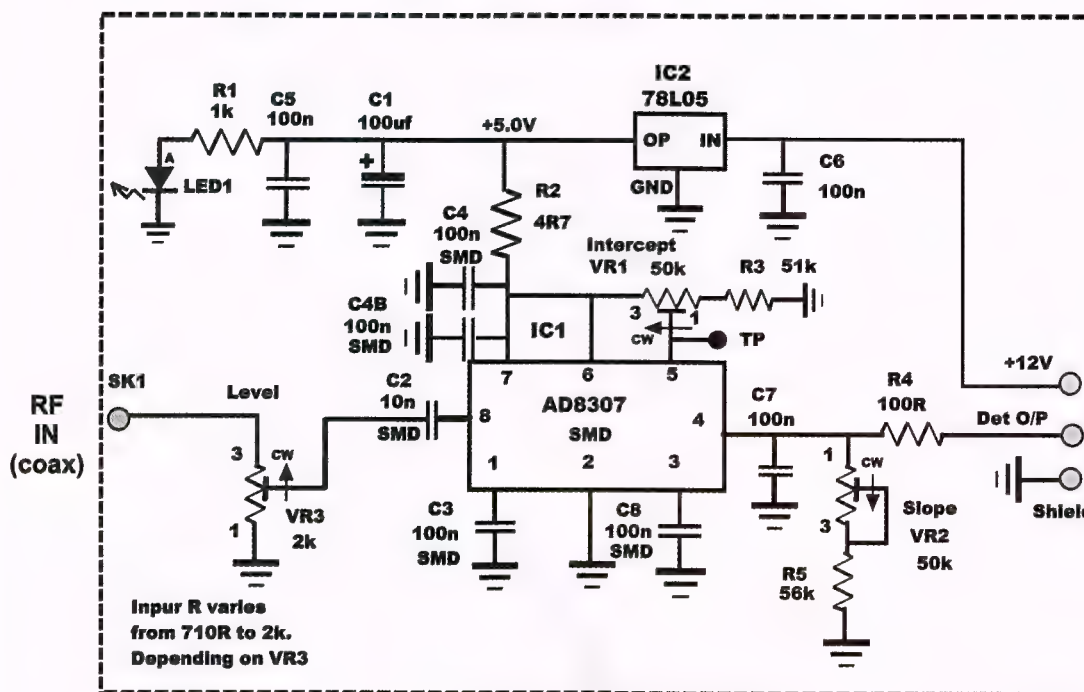 IC2
78L05
R1
1k
C5
100n
C1
100uf
+5.0V
OP
IN
GND
C6
100n
A
LED1
+
R2
4R7
C4
100n
SMD
Intercept
VR1
50k
R3
51k
3
1
CW
TP
C4B
100n
SMD
IC1
+12V
SK1
Level
C2
10n
SMD
7
6
5
8
AD8307
SMD
4
1
2
3
C7
100n
R4
100R
Det O/P
RF
IN
(coax)
3
CW
1
VR3
2k
C3
100n
SMD
C8
100n
SMD
1
CW
3
Slope
VR2
50k
Shield
R5
56k
Inpur R varies
from 710R to 2k.
Depending on VR3